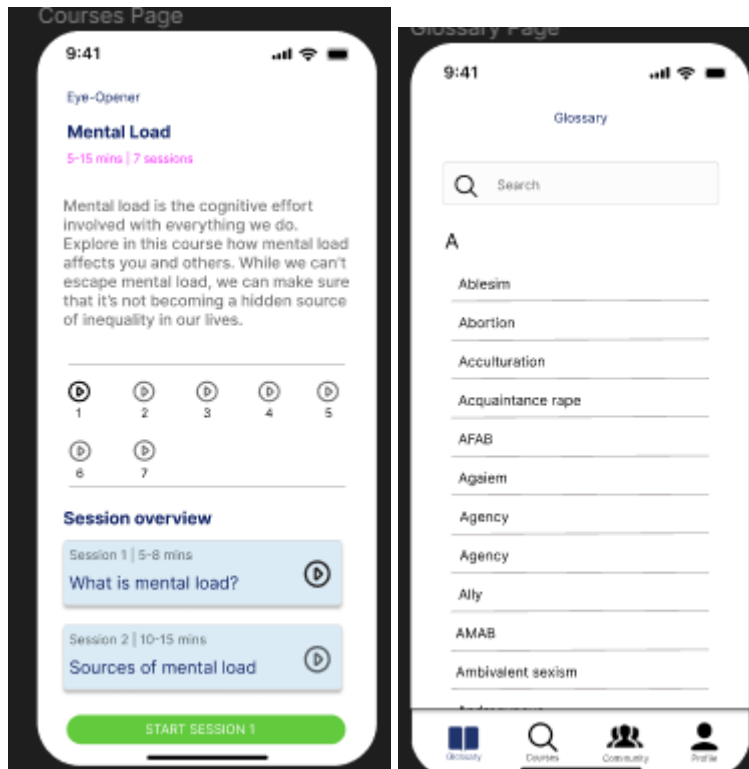 Courses Page
9:41
Eye-Opener
Mental Load
5-15 mins | 7 sessions
Mental load is the cognitive effort
involved with everything we do.
Explore in this course how mental load
affects you and others. While we can't
escape mental load, we can make sure
that it's not becoming a hidden source
of inequality in our lives.
1 2 3 4 5
6 7
Session overview
Session 1 | 5-8 mins
What is mental load?
Session 2 | 10-15 mins
Sources of mental load
START SESSION 1
Glossary Page
9:41
Glossary
Search
A
Ablesim
Abortion
Acculturation
Acquaintance rape
AFAB
Agaiem
Agency
Agency
Ally
AMAB
Ambivalent sexism
Glossary Courses Community Profile